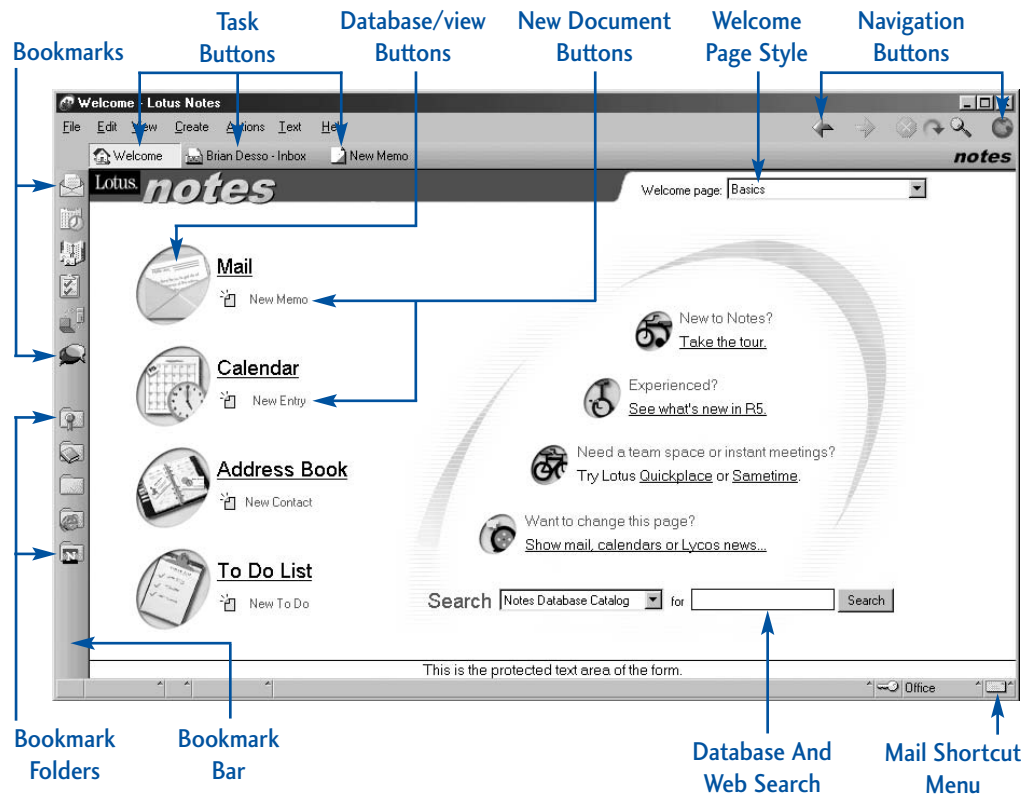 Bookmarks
Task
Buttons
Database/view
Buttons
New Document
Buttons
Welcome
Page Style
Navigation
Buttons
Welcome - Lotus Notes
File Edit View Create Actions Text Help
Welcome
Brian Desso - Inbox
New Memo
notes
Lotus.
notes
Welcome page: Basics
Mail
New Memo
Calendar
New Entry
Address Book
New Contact
To Do List
New To Do
New to Notes?
Take the tour.
Experienced?
See what's new in R5.
Need a team space or instant meetings?
Try Lotus Quickplace or Sametime.
Want to change this page?
Show mail, calendars or Lycos news...
Search Notes Database Catalog for Search
This is the protected text area of the form.
Office
Bookmark
Folders
Bookmark
Bar
Database And
Web Search
Mail Shortcut
Menu